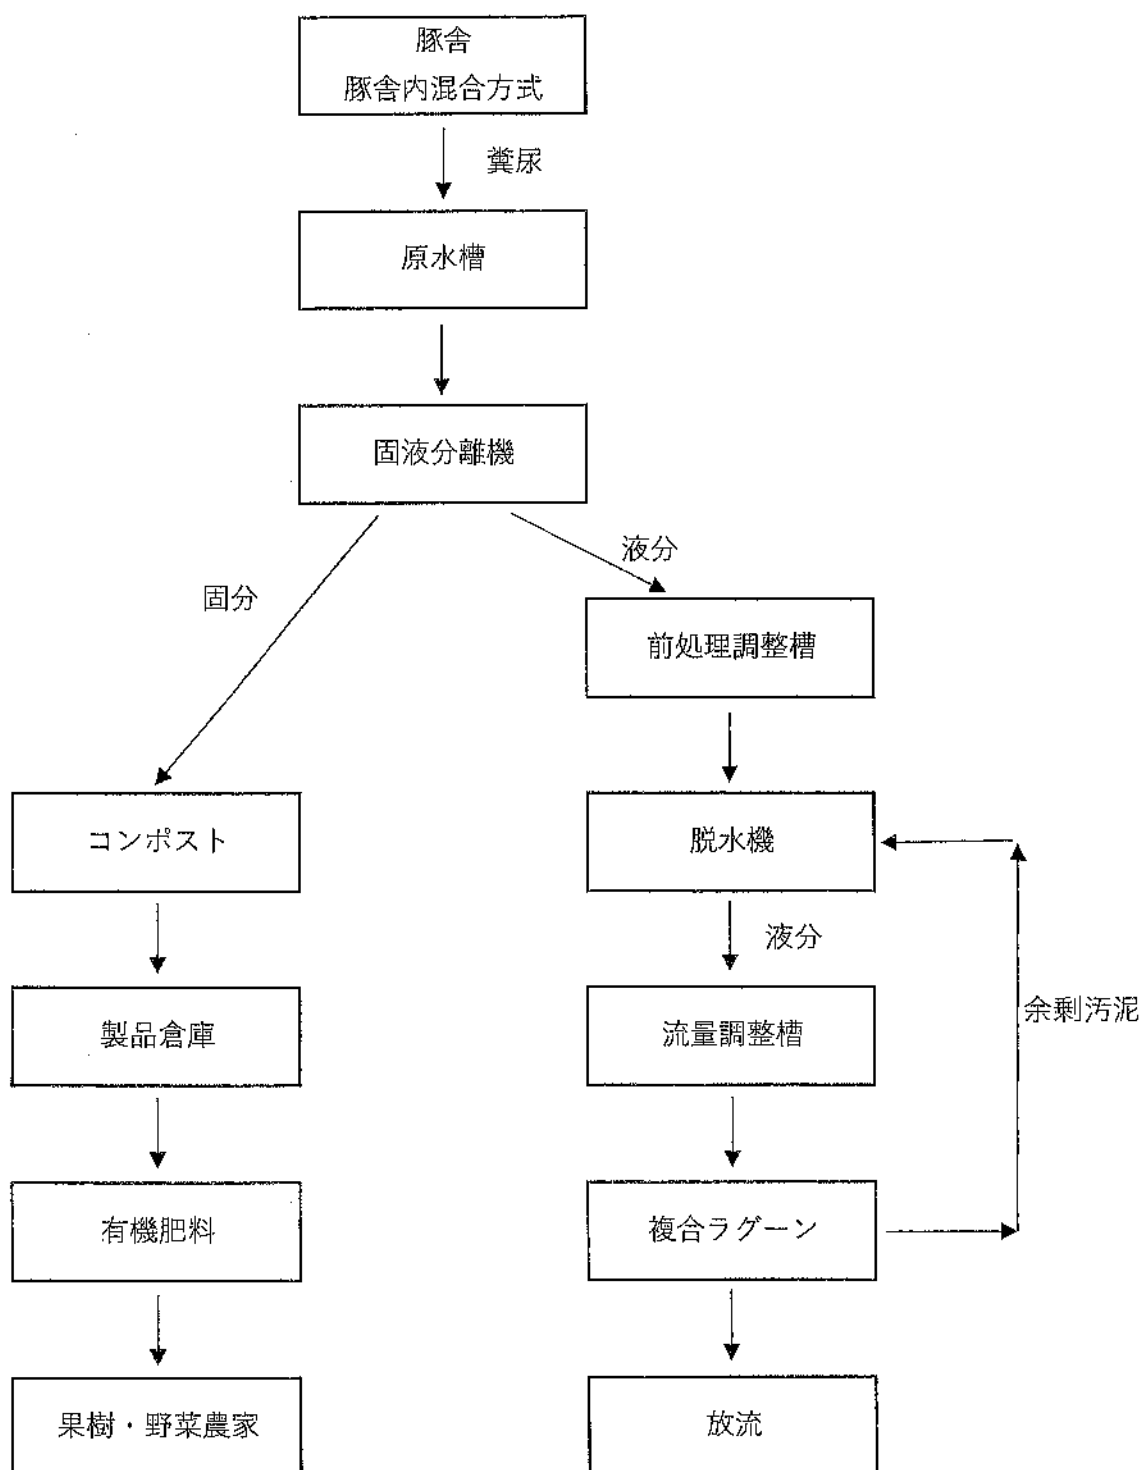 豚舎
豚舎内混合方式
糞尿
原水槽
固液分離機
液分
固分
前処理調整槽
コンポスト
脱水機
液分
製品倉庫
流量調整槽
余剰汚泥
有機肥料
複合ラグーン
果樹・野菜農家
放流